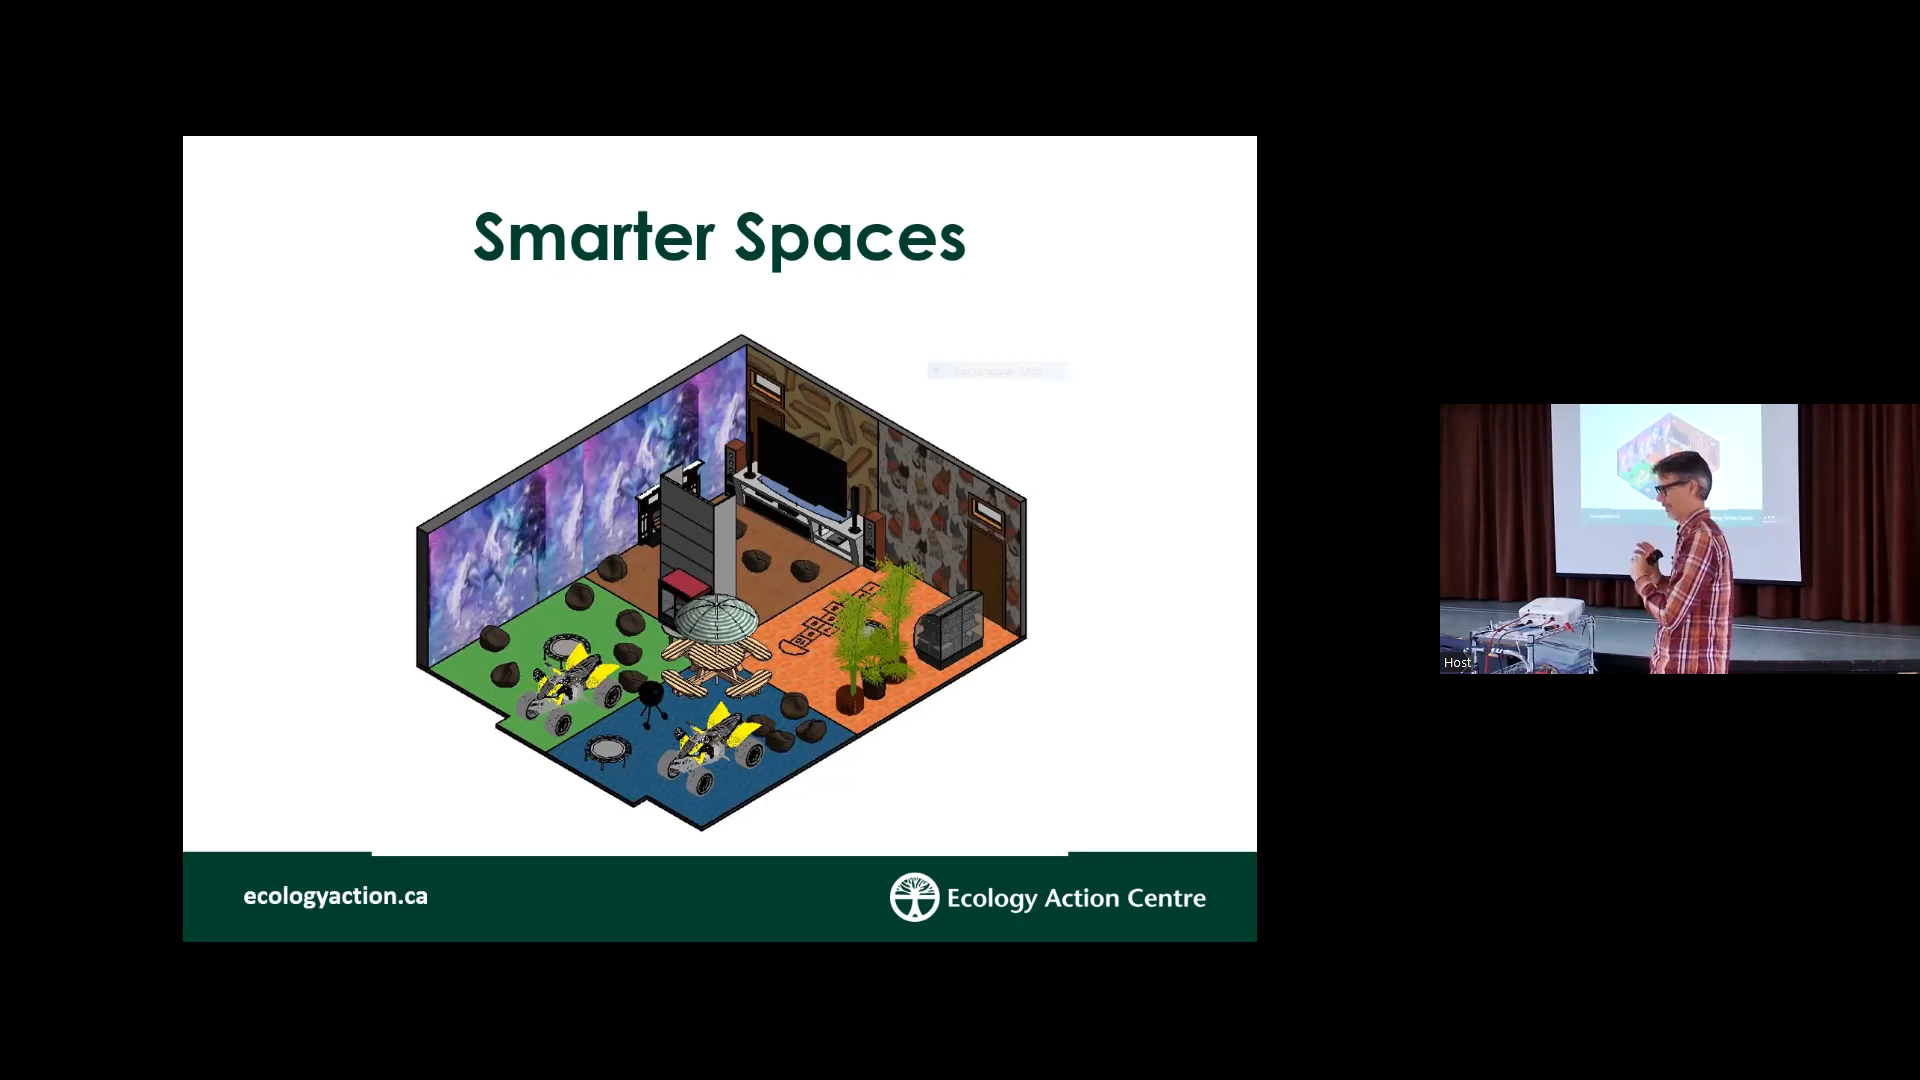 Smarter Spaces
ecologyaction.ca
Ecology Action Centre
Host